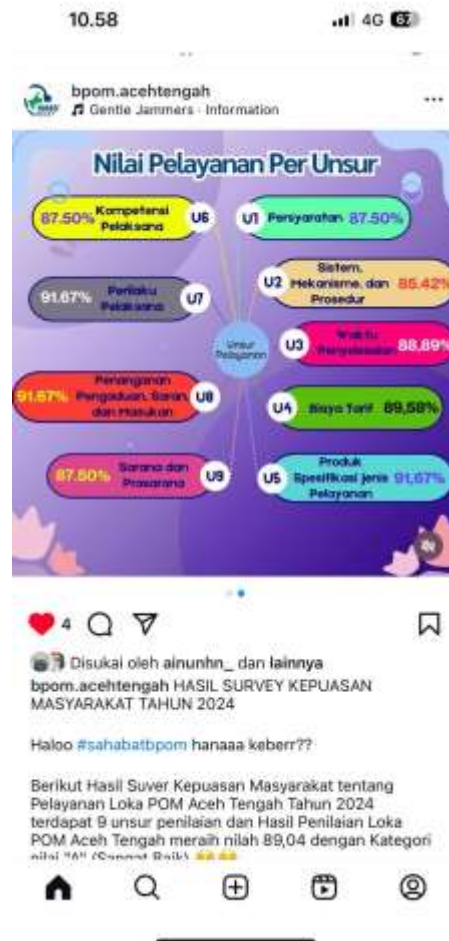 10.58
4G 67
bpom.acehtengah
Gentle Jammers · Information
Nilai Pelayanan Per Unsur
87.50% Kompetensi Pelaksana U6
U1 Persyaratan 87.50%
91.67% Perilaku Pelaksana U7
U2 Sistem, Mekanisme, dan Prosedur 85.42%
Unsur Pelayanan
U3 Waktu Penyelesaian 88,89%
91.67% Penanganan Pengaduan, Saran, dan Masukan U8
U4 Biaya Tarif 89,58%
87.50% Sarana dan Prasarana U9
U5 Produk Spesifikasi jenis Pelayanan 91,67%
4
Disukai oleh ainunhn_ dan lainnya
bpom.acehtengah HASIL SURVEY KEPUASAN
MASYARAKAT TAHUN 2024
Haloo #sahabatbpom hanaaa keberr??
Berikut Hasil Suver Kepuasan Masyarakat tentang
Pelayanan Loka POM Aceh Tengah Tahun 2024
terdapat 9 unsur penilaian dan Hasil Penilaian Loka
POM Aceh Tengah meraih nilah 89,04 dengan Kategori
nilai "A" (Sangat Baik)